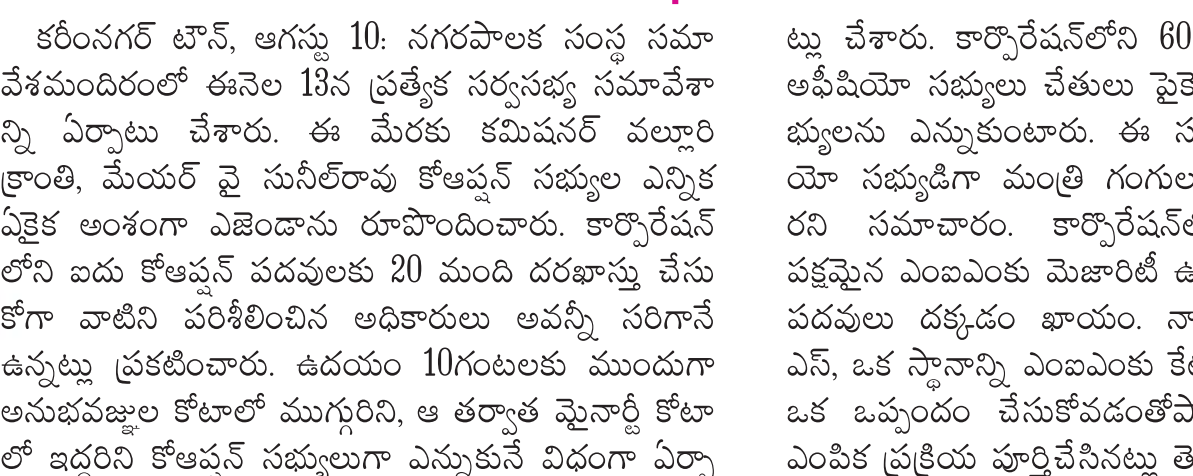 కరీంనగర్ టౌన్, ఆగస్టు 10: నగరపాలక సంస్థ సమా
వేశమందిరంలో ఈనెల 13న ప్రత్యేక సర్వసభ్య సమావేశా
న్ని ఏర్పాటు చేశారు. ఈ మేరకు కమిషనర్ వల్లూరి
క్రాంతి, మేయర్ వై సునీల్‌రావు కోఆప్షన్ సభ్యుల ఎన్నిక
ఏకైక అంశంగా ఎజెండాను రూపొందించారు. కార్పొరేషన్
లోని ఐదు కోఆప్షన్ పదవులకు 20 మంది దరఖాస్తు చేసు
కోగా వాటిని పరిశీలించిన అధికారులు అవన్నీ సరిగానే
ఉన్నట్లు ప్రకటించారు. ఉదయం 10గంటలకు ముందుగా
అనుభవజ్ఞుల కోటాలో ముగ్గురిని, ఆ తర్వాత మైనార్టీ కోటా
లో ఇద్దరిని కోఆప్షన్ సభ్యులుగా ఎన్నుకునే విధంగా ఏర్పా
ట్లు చేశారు. కార్పొరేషన్‌లోని 60
అఫీషియో సభ్యులు చేతులు
భ్యులను ఎన్నుకుంటారు. ఈ
యో సభ్యుడిగా మంత్రి గంగుల
రని సమాచారం.
పక్షమైన ఎంఐఎంకు మెజారిటీ
పదవులు దక్కడం ఖాయం.
ఎస్, ఒక స్థానాన్ని ఎంఐఎంకు
ఒక ఒప్పందం
ఎంపిక ప్రక్రియ పూర్తిచేసినట్లు